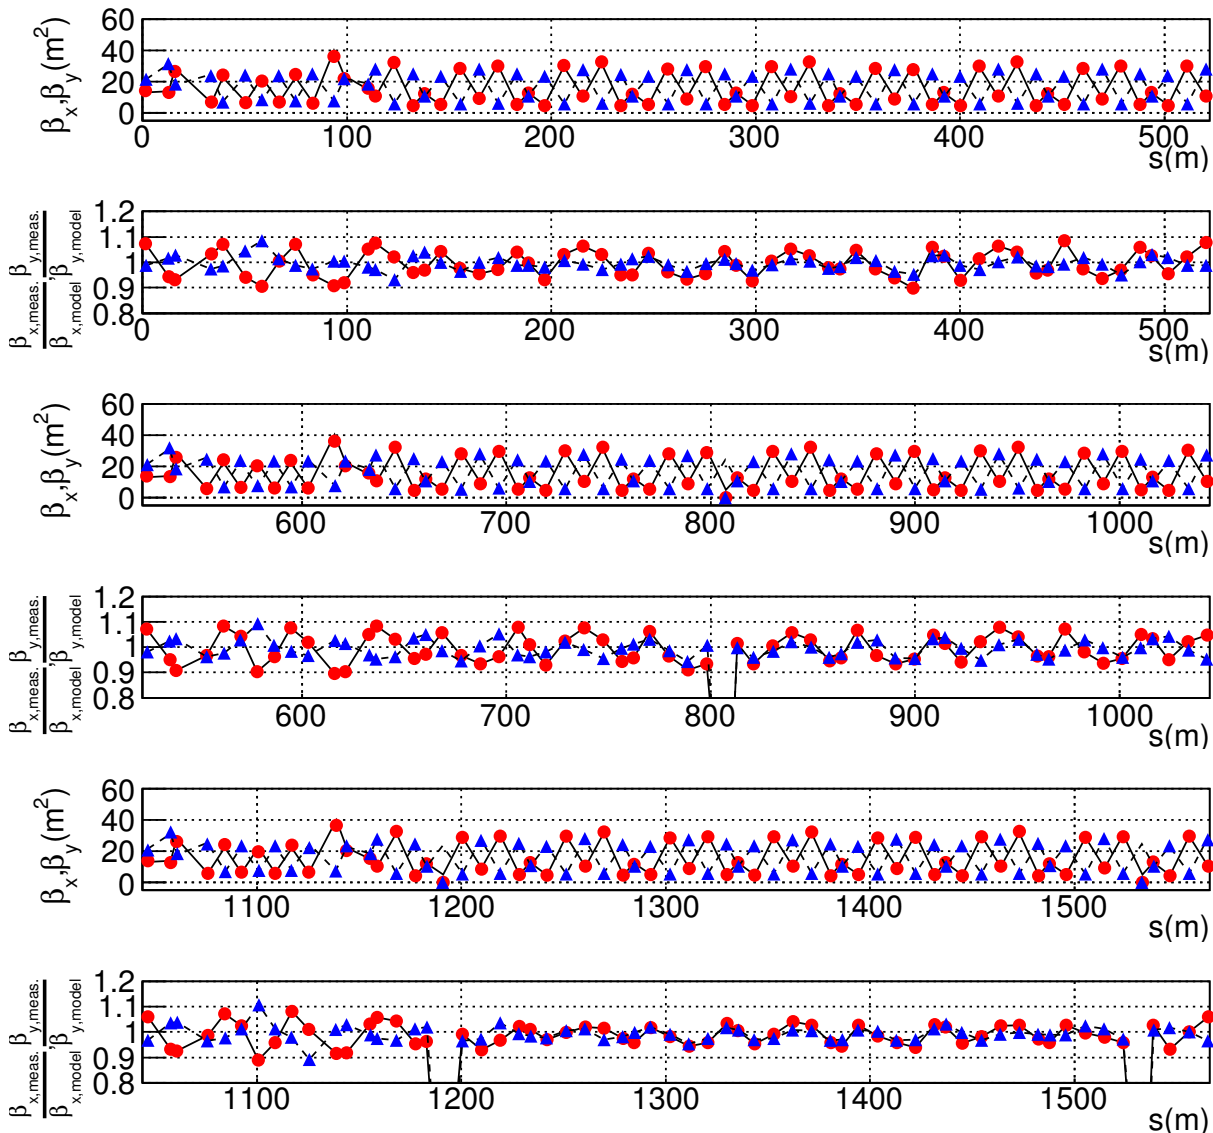 60
40
20
0
βx,βy(m²)
0 100 200 300 400 500
s(m)
1.2
1.1
1
0.9
0.8
βx,meas. , βy,meas.
βx,model βy,model
0 100 200 300 400 500
s(m)
60
40
20
0
βx,βy(m²)
600 700 800 900 1000
s(m)
1.2
1.1
1
0.9
0.8
βx,meas. , βy,meas.
βx,model βy,model
600 700 800 900 1000
s(m)
60
40
20
0
βx,βy(m²)
1100 1200 1300 1400 1500
s(m)
1.2
1.1
1
0.9
0.8
βx,meas. , βy,meas.
βx,model βy,model
1100 1200 1300 1400 1500
s(m)